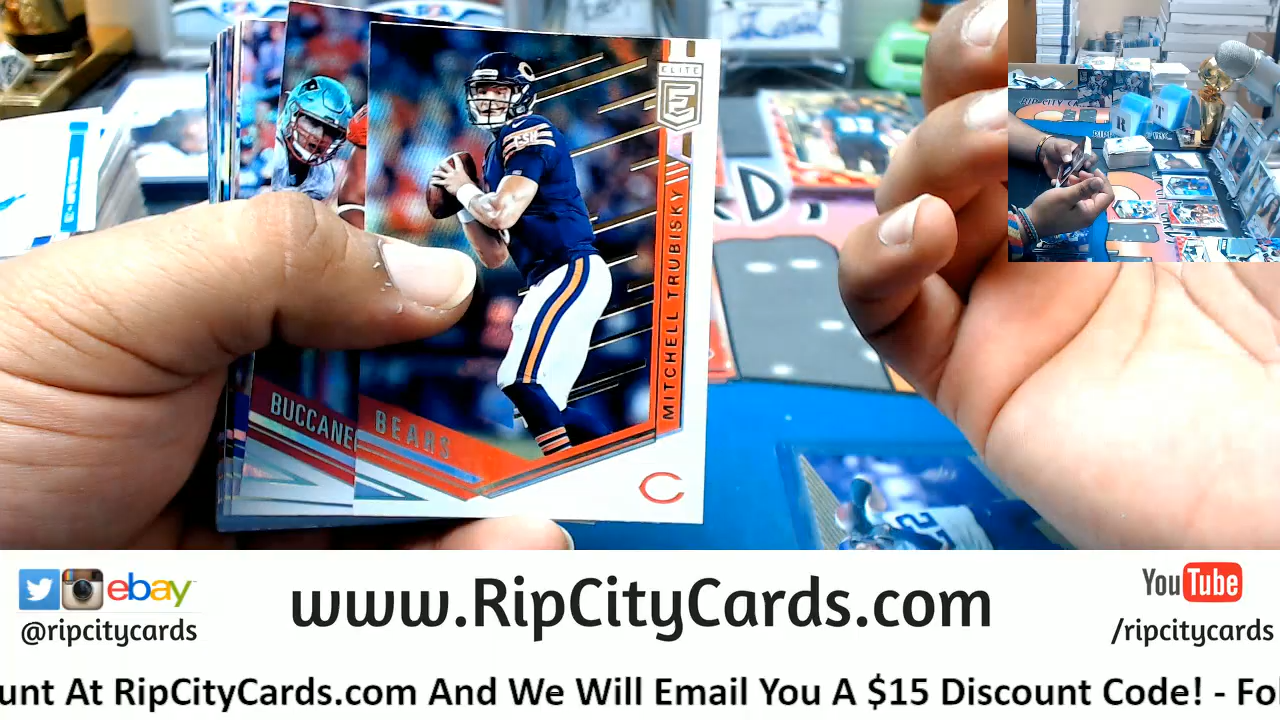 ELITE
E
MITCHELL TRUBISKY
BUCCANE
BEARS
C
ebay
@ripcitycards
www.RipCityCards.com
YouTube
/ripcitycards
unt At RipCityCards.com And We Will Email You A $15 Discount Code! - Fol